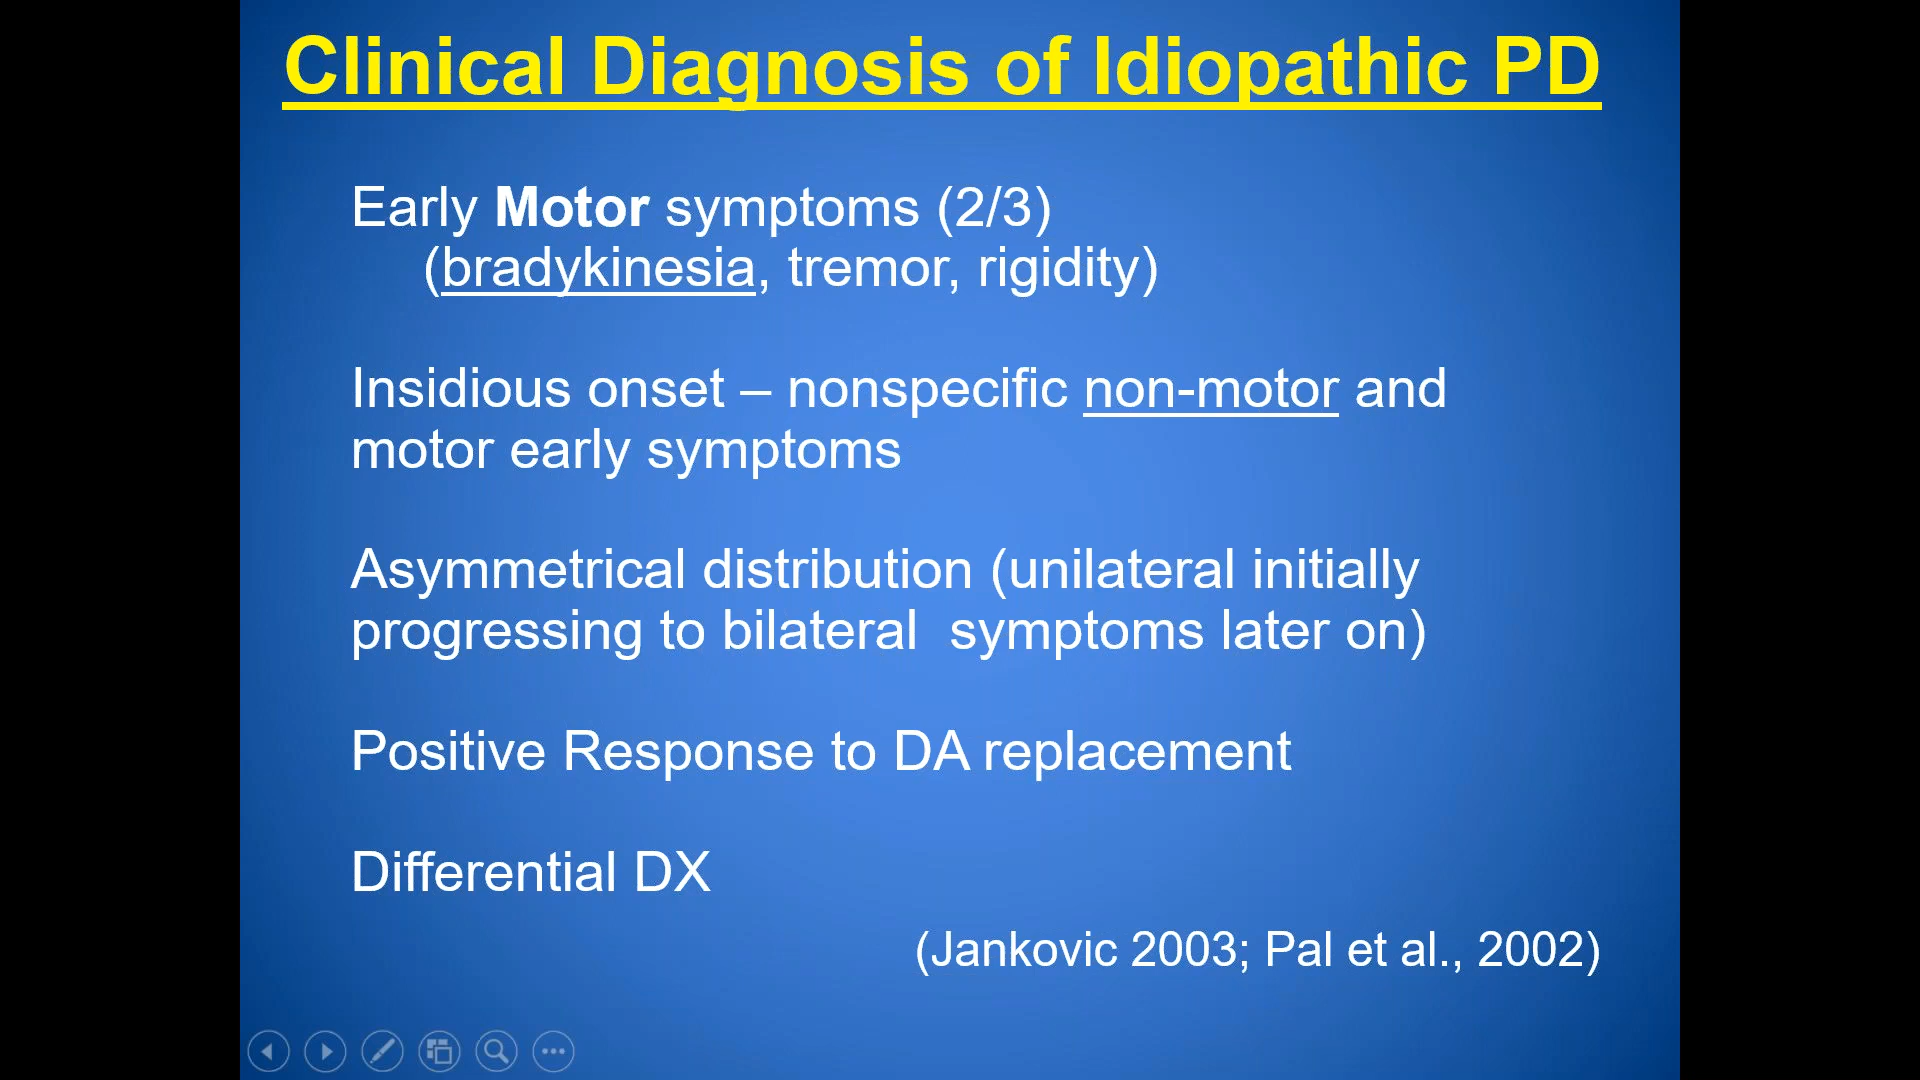 Clinical Diagnosis of Idiopathic PD
Early Motor symptoms (2/3)
(bradykinesia, tremor, rigidity)
Insidious onset – nonspecific non-motor and
motor early symptoms
Asymmetrical distribution (unilateral initially
progressing to bilateral  symptoms later on)
Positive Response to DA replacement
Differential DX
(Jankovic 2003; Pal et al., 2002)